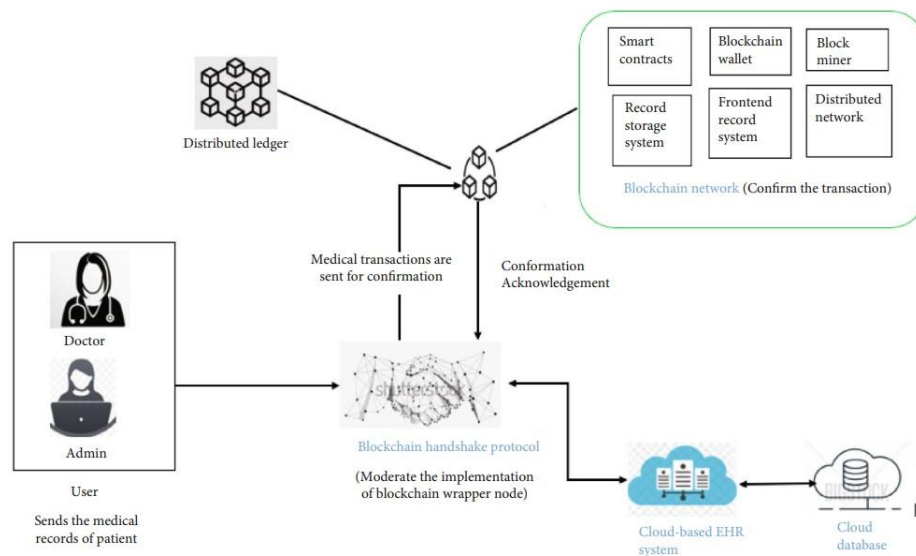 Smart
contracts
Blockchain
wallet
Block
miner
Record
storage
system
Frontend
record
system
Distributed
network
Blockchain network (Confirm the transaction)
Distributed ledger
Medical transactions are
sent for confirmation
Conformation
Acknowledgement
Doctor
Admin
User
Sends the medical
records of patient
shutterstock
Blockchain handshake protocol
(Moderate the implementation
of blockchain wrapper node)
Cloud-based EHR
system
Cloud
database